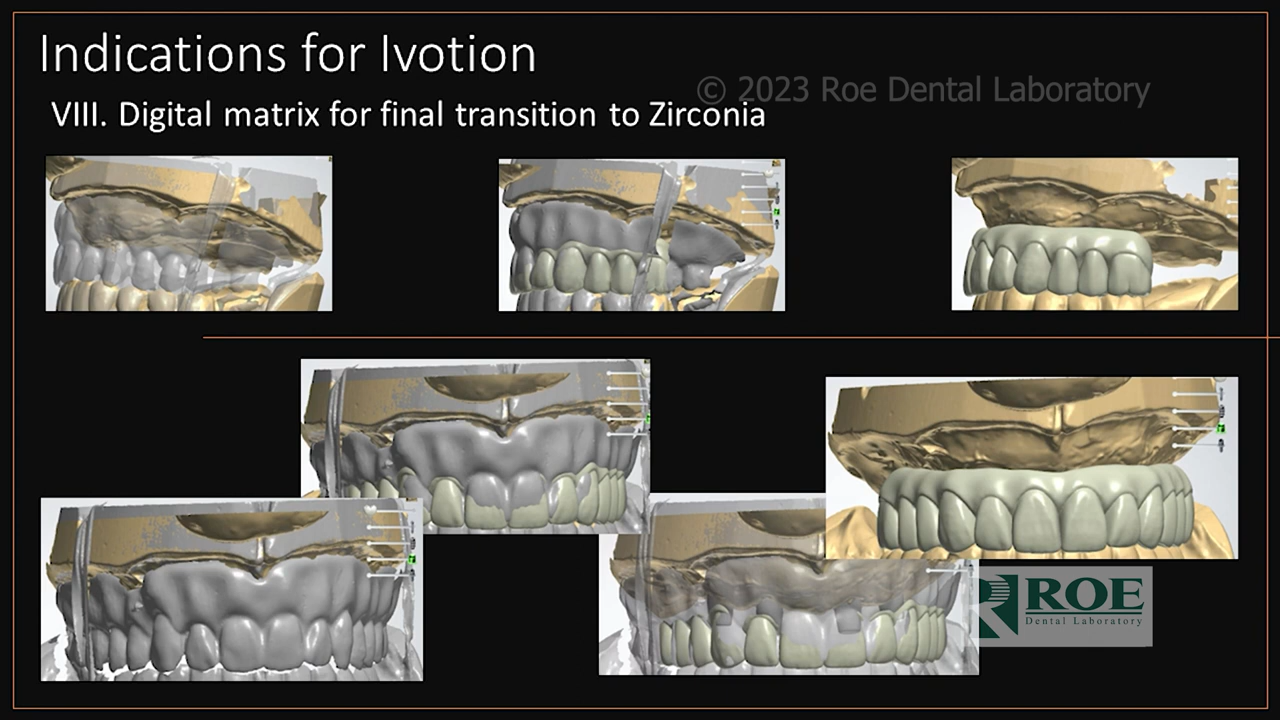 Indications for Ivotion
© 2023 Roe Dental Laboratory
VIII. Digital matrix for final transition to Zirconia
R ROE
Dental Laboratory